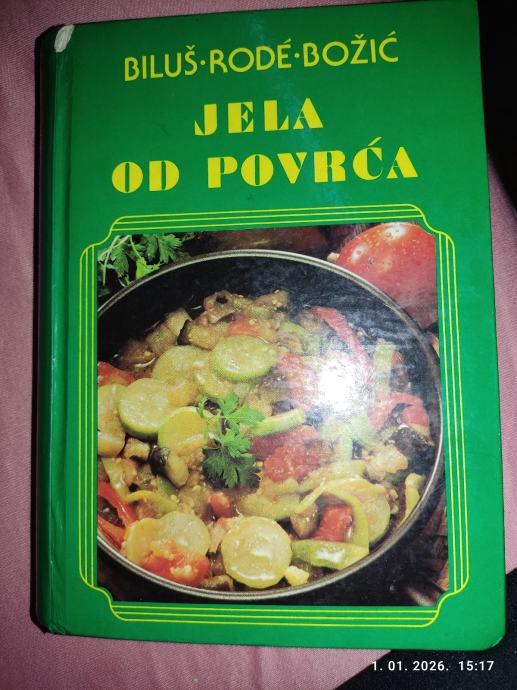 BILUŠ·RODÉ·BOŽIĆ
JELA
OD POVRĆA
1. 01. 2026. 15:17